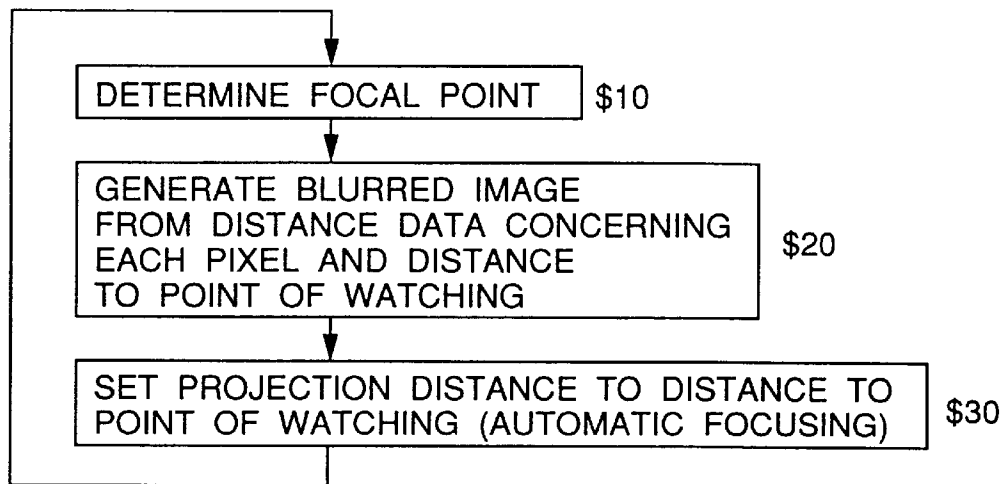 DETERMINE FOCAL POINT $10
GENERATE BLURRED IMAGE
FROM DISTANCE DATA CONCERNING
EACH PIXEL AND DISTANCE
TO POINT OF WATCHING
$20
SET PROJECTION DISTANCE TO DISTANCE TO
POINT OF WATCHING (AUTOMATIC FOCUSING)
$30